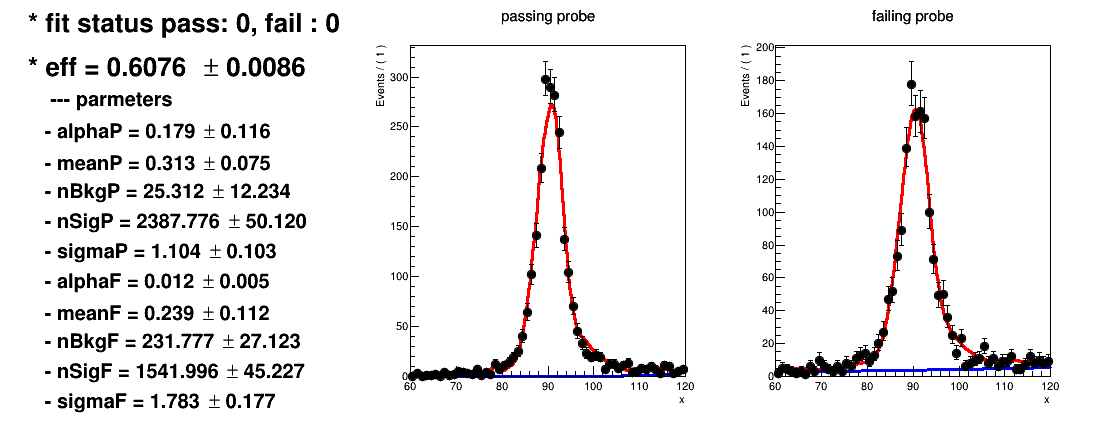 * fit status pass: 0, fail : 0
* eff = 0.6076 ± 0.0086
--- parmeters
- alphaP = 0.179 ± 0.116
- meanP = 0.313 ± 0.075
- nBkgP = 25.312 ± 12.234
- nSigP = 2387.776 ± 50.120
- sigmaP = 1.104 ± 0.103
- alphaF = 0.012 ± 0.005
- meanF = 0.239 ± 0.112
- nBkgF = 231.777 ± 27.123
- nSigF = 1541.996 ± 45.227
- sigmaF = 1.783 ± 0.177
passing probe
Events / ( 1 )
300
250
200
150
100
50
0
60 70 80 90 100 110 120
x
failing probe
Events / ( 1 )
200
180
160
140
120
100
80
60
40
20
0
60 70 80 90 100 110 120
x